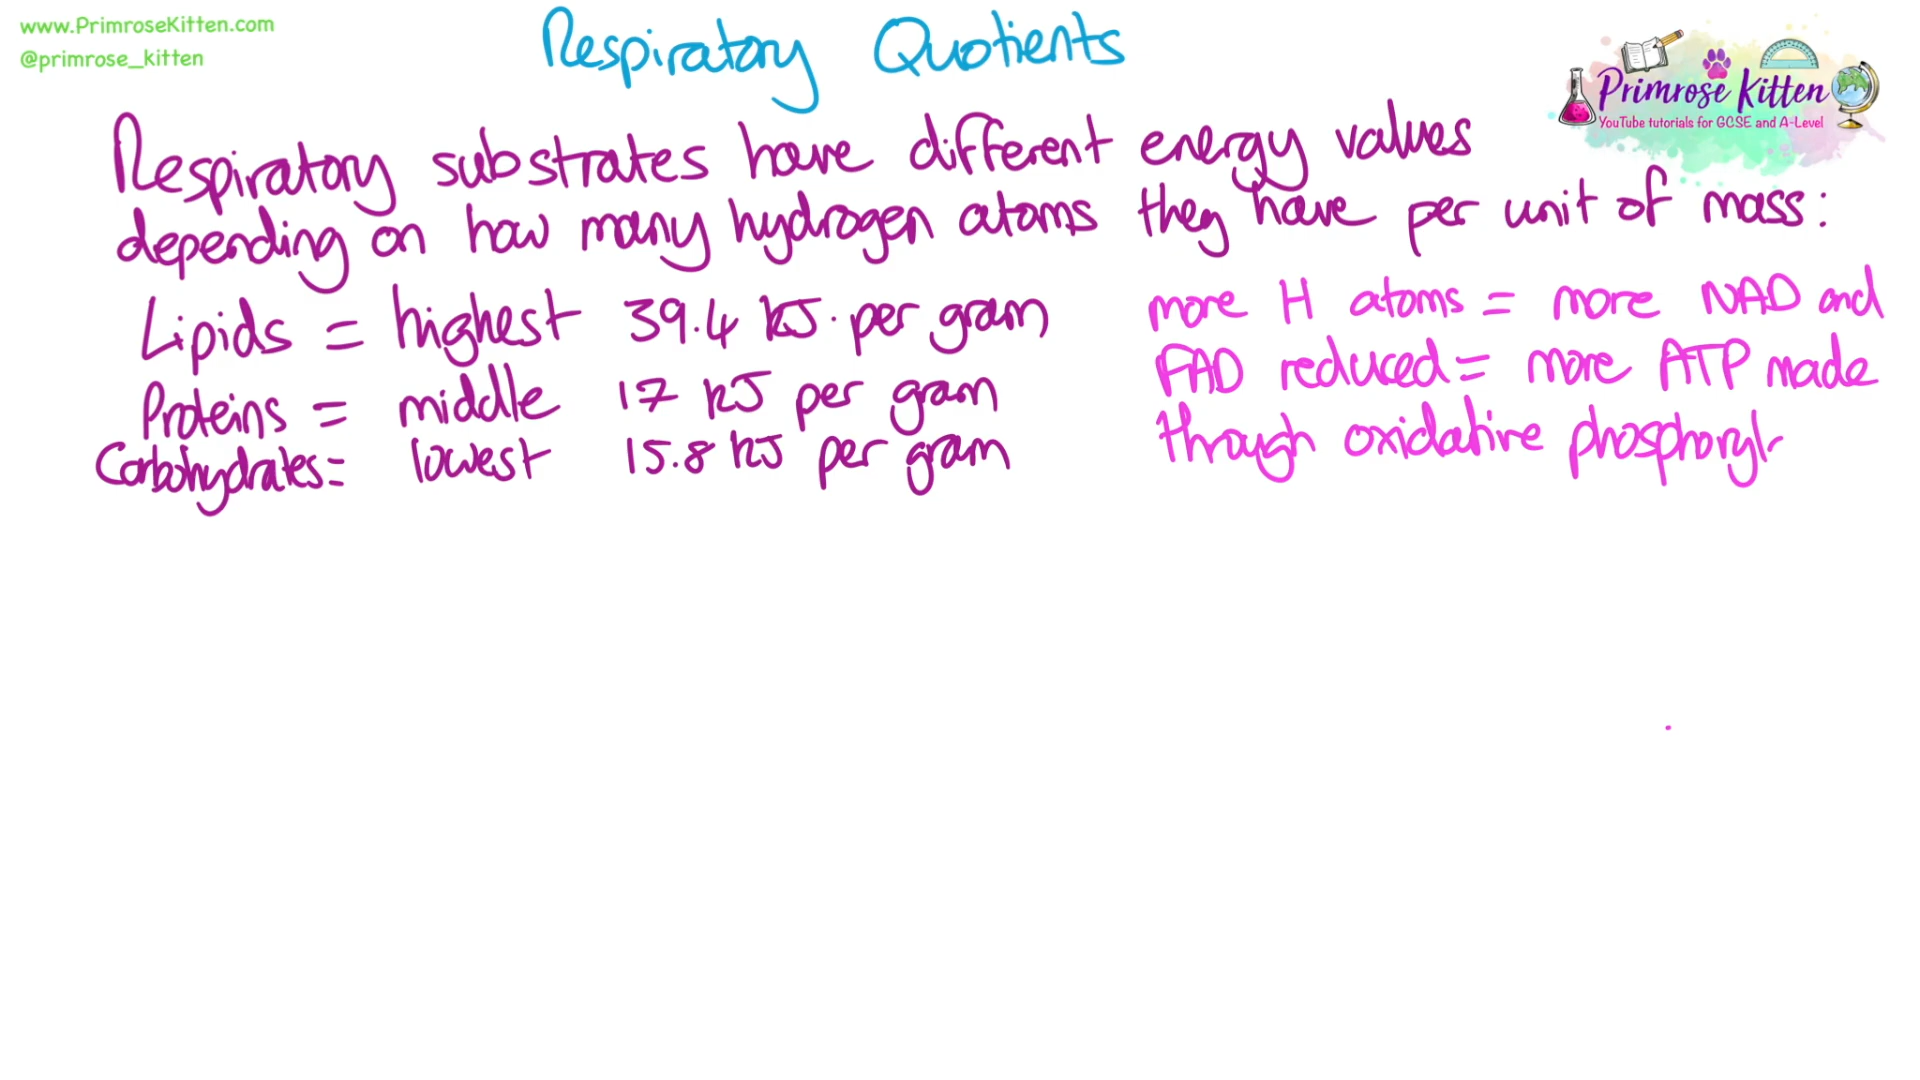 www.PrimroseKitten.com
@primrose_kitten
Respiratory Quotients
Primrose Kitten
YouTube tutorials for GCSE and A-Level
Respiratory substrates have different energy values
depending on how many hydrogen atoms they have per unit of mass:
Lipids = highest 39.4 kJ. per gram
Proteins = middle 17 kJ per gram
Carbohydrates = lowest 15.8 kJ per gram
more H atoms = more NAD and
FAD reduced = more ATP made
through oxidative phosphoryl